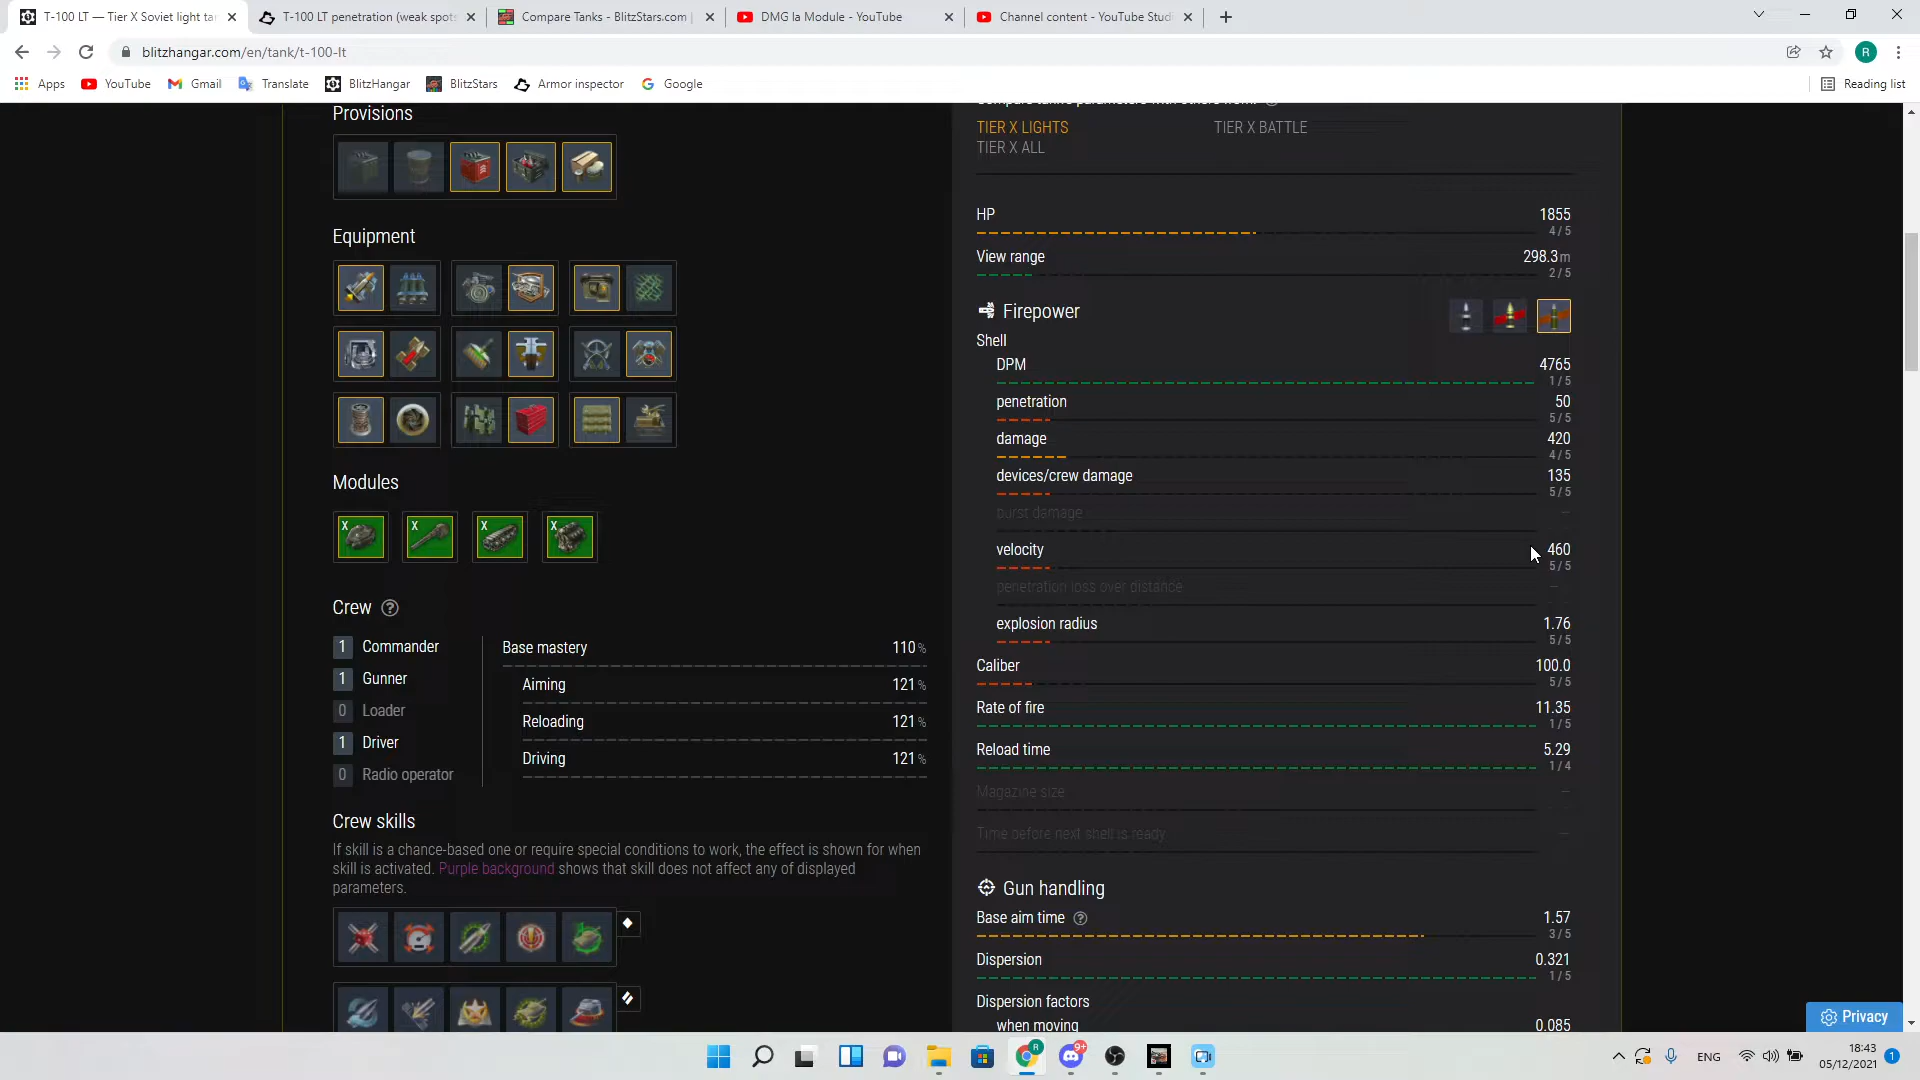 T-100 LT — Tier X Soviet light ta
T-100 LT penetration (weak spots
Compare Tanks - BlitzStars.com |
DMG la Module - YouTube
Channel content - YouTube Studi
blitzhangar.com/en/tank/t-100-lt
R
Apps
YouTube
Gmail
Translate
BlitzHangar
BlitzStars
Armor inspector
Google
Reading list
Provisions
Equipment
Modules
X
X
X
X
Crew
1 Commander
1 Gunner
0 Loader
1 Driver
0 Radio operator
Base mastery 110 %
Aiming 121 %
Reloading 121 %
Driving 121 %
Crew skills
If skill is a chance-based one or require special conditions to work, the effect is shown for when
skill is activated. Purple background shows that skill does not affect any of displayed
parameters.
TIER X LIGHTS
TIER X BATTLE
TIER X ALL
HP 1855
4 / 5
View range 298.3 m
2 / 5
Firepower
Shell
DPM 4765
1 / 5
penetration 50
5 / 5
damage 420
4 / 5
devices/crew damage 135
5 / 5
burst damage –
velocity 460
5 / 5
penetration loss over distance –
explosion radius 1.76
5 / 5
Caliber 100.0
5 / 5
Rate of fire 11.35
1 / 5
Reload time 5.29
1 / 4
Magazine size –
Time before next shell is ready –
Gun handling
Base aim time 1.57
3 / 5
Dispersion 0.321
1 / 5
Dispersion factors
when moving 0.085
Privacy
R
9+
ENG
18:43
05/12/2021
1